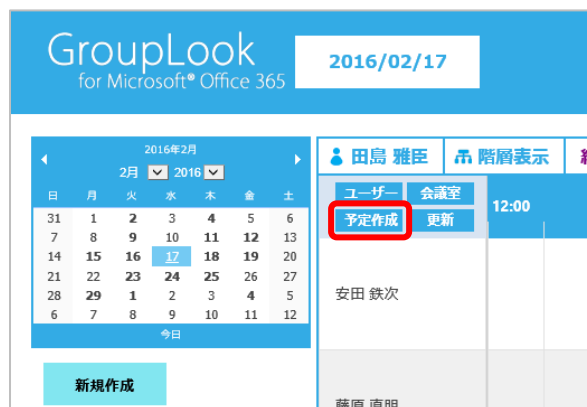 GroupLook
for Microsoft® Office 365
2016/02/17
2016年2月
2月 2016
日 月 火 水 木 金 土
31 1 2 3 4 5 6
7 8 9 10 11 12 13
14 15 16 17 18 19 20
21 22 23 24 25 26 27
28 29 1 2 3 4 5
6 7 8 9 10 11 12
今日
新規作成
田島 雅臣 階層表示
ユーザー 会議室
予定作成 更新
12:00
安田 鉄次
藤原 直明